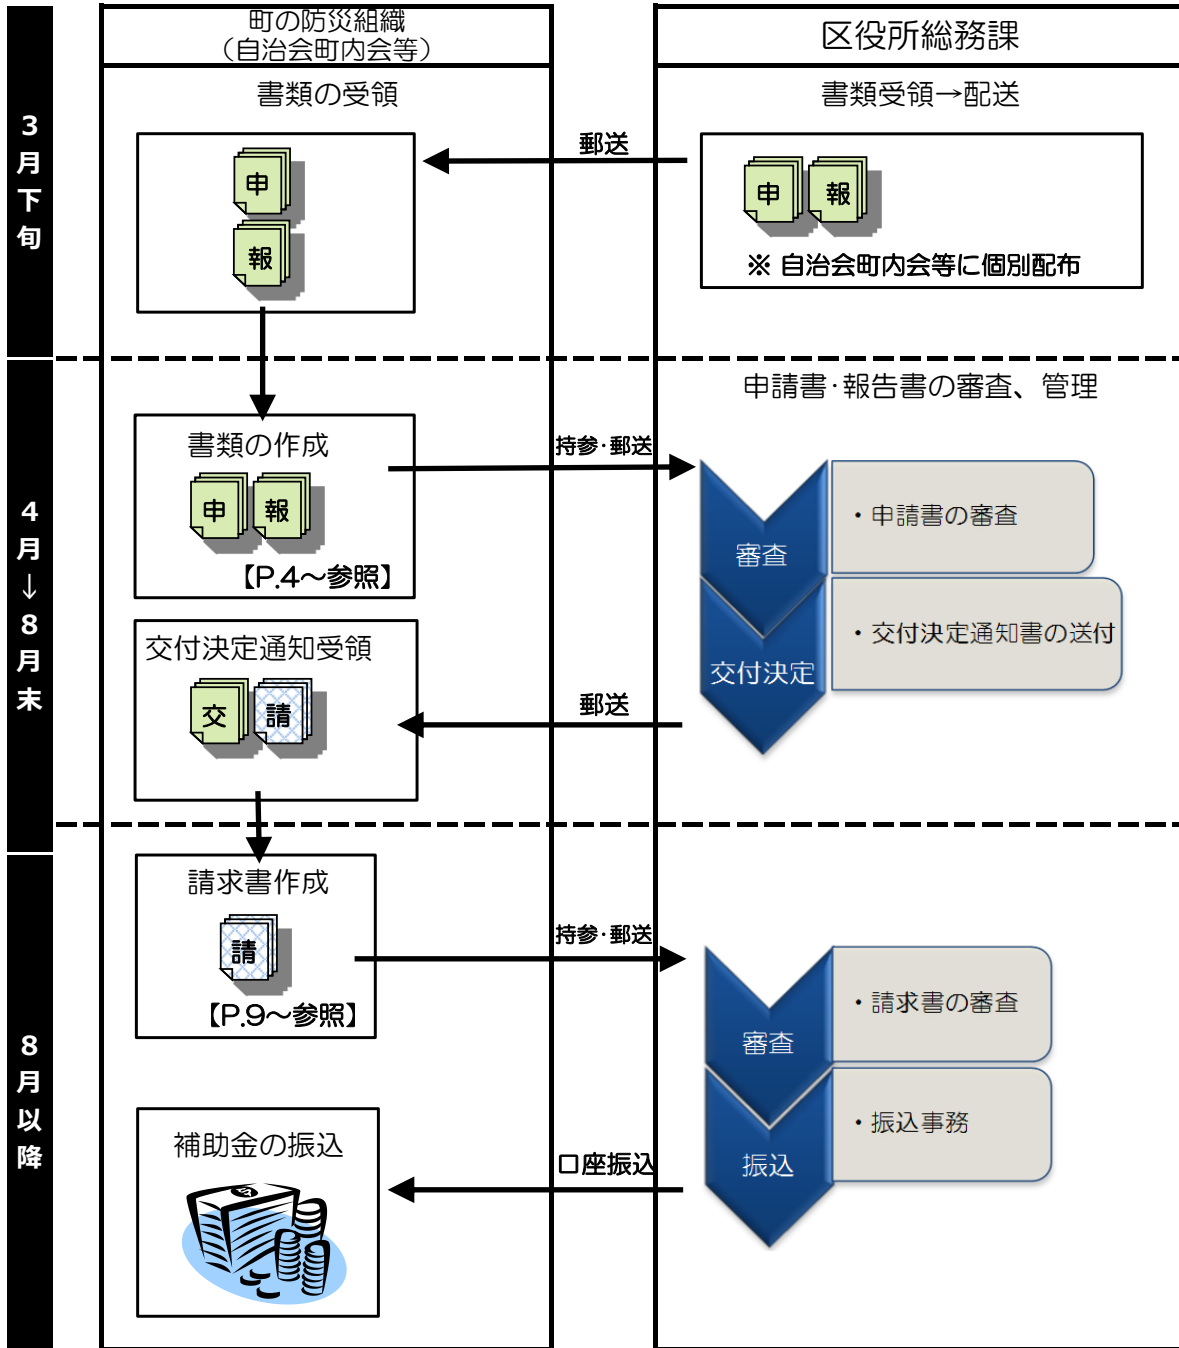 町の防災組織
（自治会町内会等）
区役所総務課
3月下旬
書類の受領
書類受領→配送
郵送
申
報
申 報
※ 自治会町内会等に個別配布
4月→8月末
申請書･報告書の審査、管理
書類の作成
申 報
【P.4～参照】
持参･郵送
審査
・申請書の審査
交付決定
・交付決定通知書の送付
交付決定通知受領
交 請
郵送
8月以降
請求書作成
請
【P.9～参照】
持参･郵送
審査
・請求書の審査
振込
・振込事務
補助金の振込
口座振込